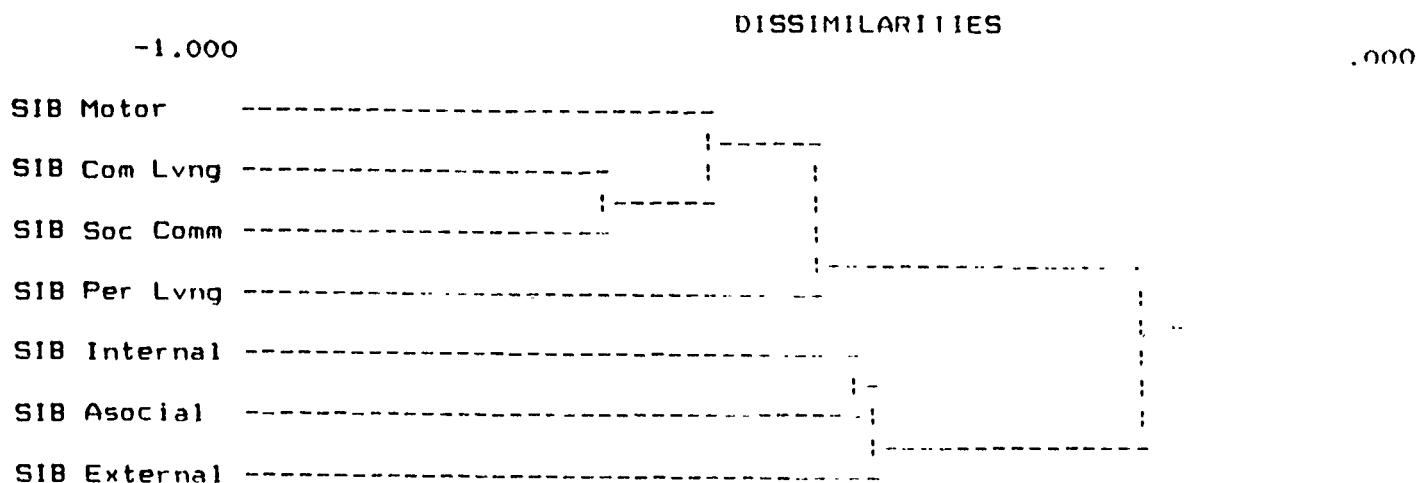 DISSIMILARITIES
-1.000 .000
SIB Motor
SIB Com Lvng
SIB Soc Comm
SIB Per Lvng
SIB Internal
SIB Asocial
SIB External